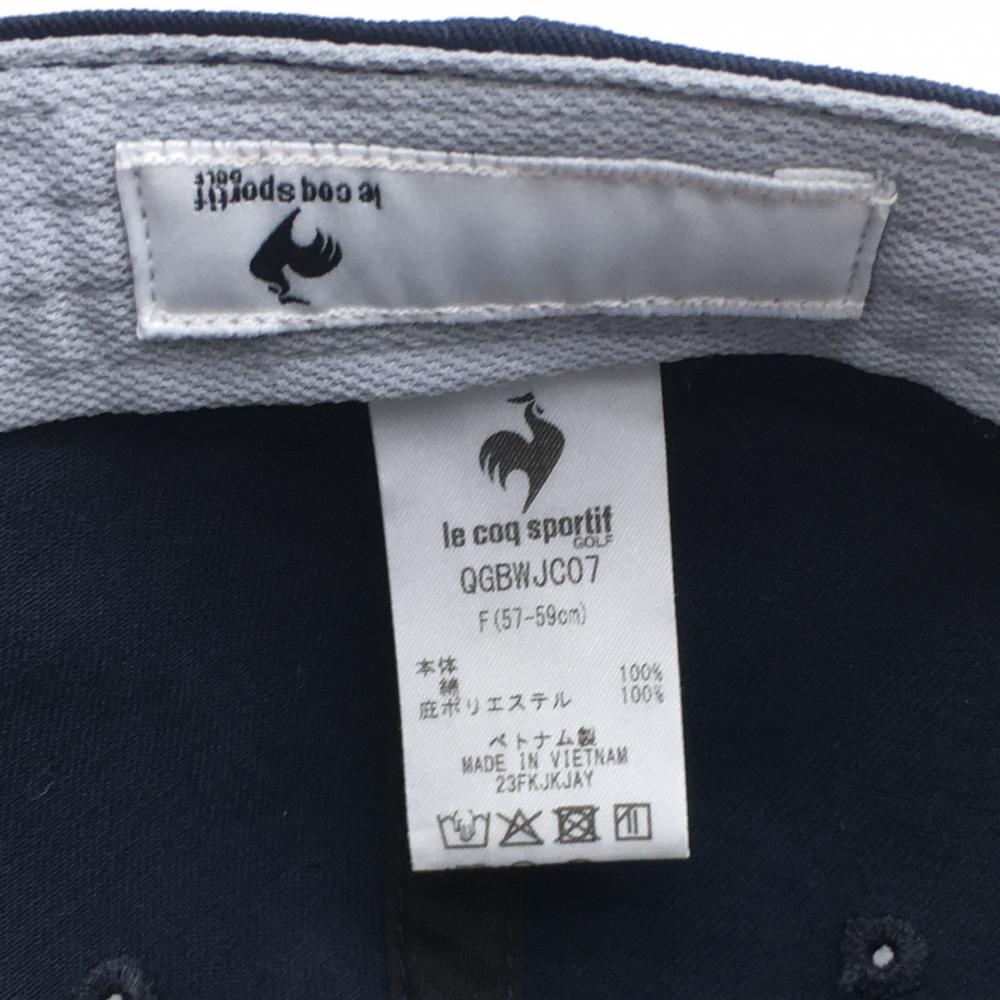 le coq sportif
GOLF
le coq sportif
GOLF
QGBWJC07
F(57-59cm)
本体
綿 100%
庇ポリエステル 100%
ベトナム製
MADE IN VIETNAM
23FKJKJAY